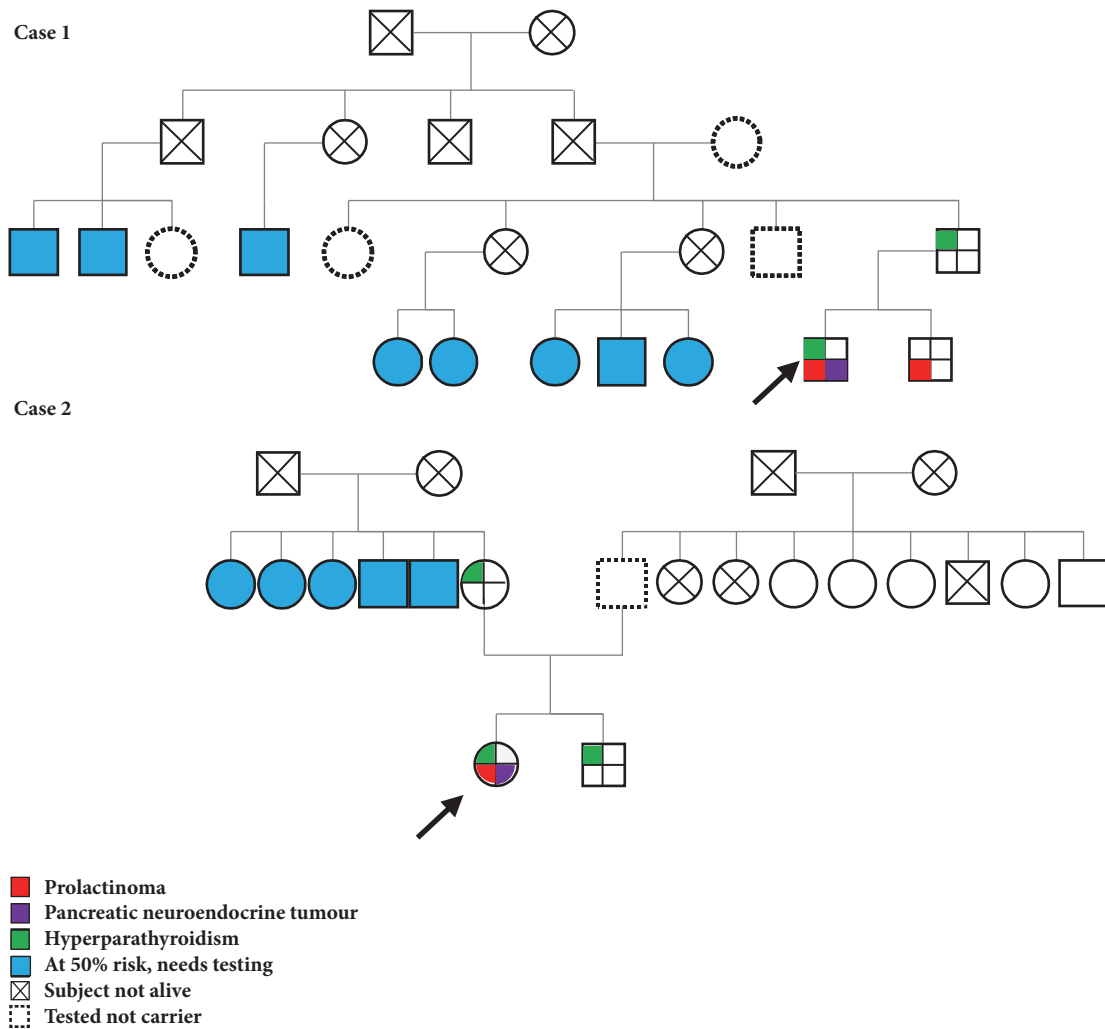 Case 1
Case 2
Prolactinoma
Pancreatic neuroendocrine tumour
Hyperparathyroidism
At 50% risk, needs testing
Subject not alive
Tested not carrier